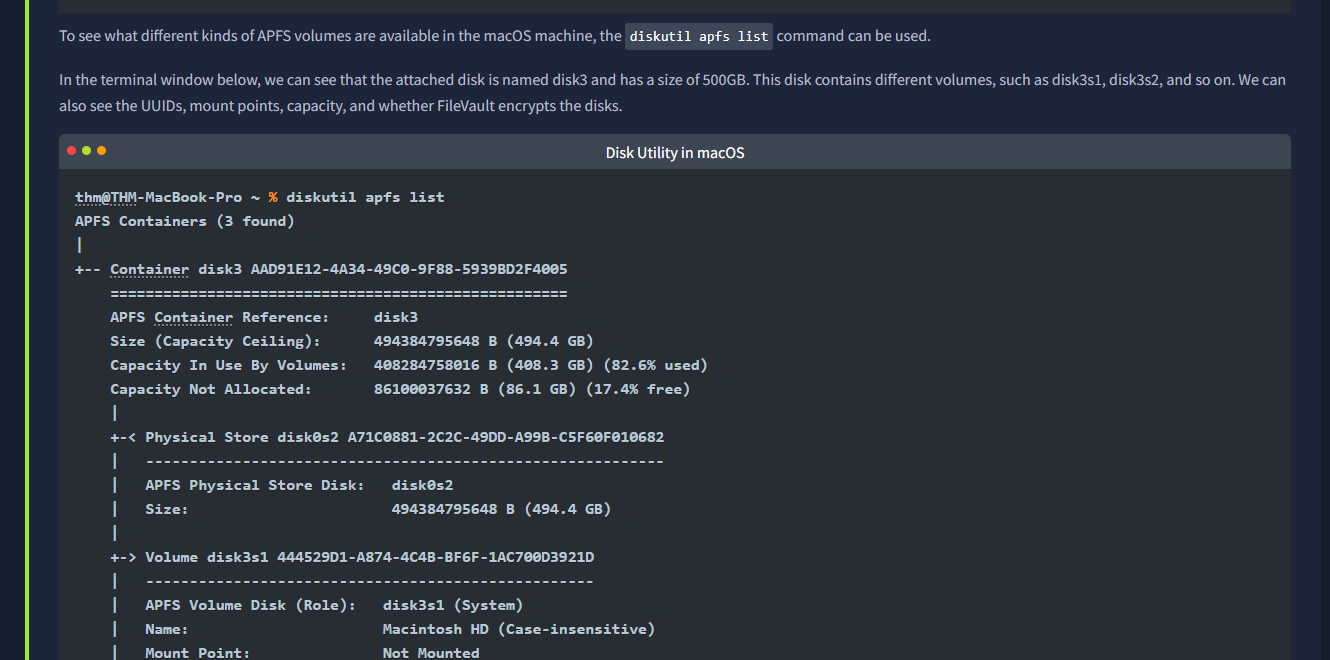 To see what different kinds of APFS volumes are available in the macOS machine, the diskutil apfs list command can be used.
In the terminal window below, we can see that the attached disk is named disk3 and has a size of 500GB. This disk contains different volumes, such as disk3s1, disk3s2, and so on. We can
also see the UUIDs, mount points, capacity, and whether FileVault encrypts the disks.
Disk Utility in macOS
thm@THM-MacBook-Pro ~ % diskutil apfs list
APFS Containers (3 found)
|
+-- Container disk3 AAD91E12-4A34-49C0-9F88-5939BD2F4005
    ====================================================
    APFS Container Reference:     disk3
    Size (Capacity Ceiling):      494384795648 B (494.4 GB)
    Capacity In Use By Volumes:   408284758016 B (408.3 GB) (82.6% used)
    Capacity Not Allocated:       86100037632 B (86.1 GB) (17.4% free)
    |
    +-< Physical Store disk0s2 A71C0881-2C2C-49DD-A99B-C5F60F010682
    |   -----------------------------------------------------------
    |   APFS Physical Store Disk:   disk0s2
    |   Size:                       494384795648 B (494.4 GB)
    |
    +-> Volume disk3s1 444529D1-A874-4C4B-BF6F-1AC700D3921D
    |   ---------------------------------------------------
    |   APFS Volume Disk (Role):   disk3s1 (System)
    |   Name:                      Macintosh HD (Case-insensitive)
    |   Mount Point:               Not Mounted